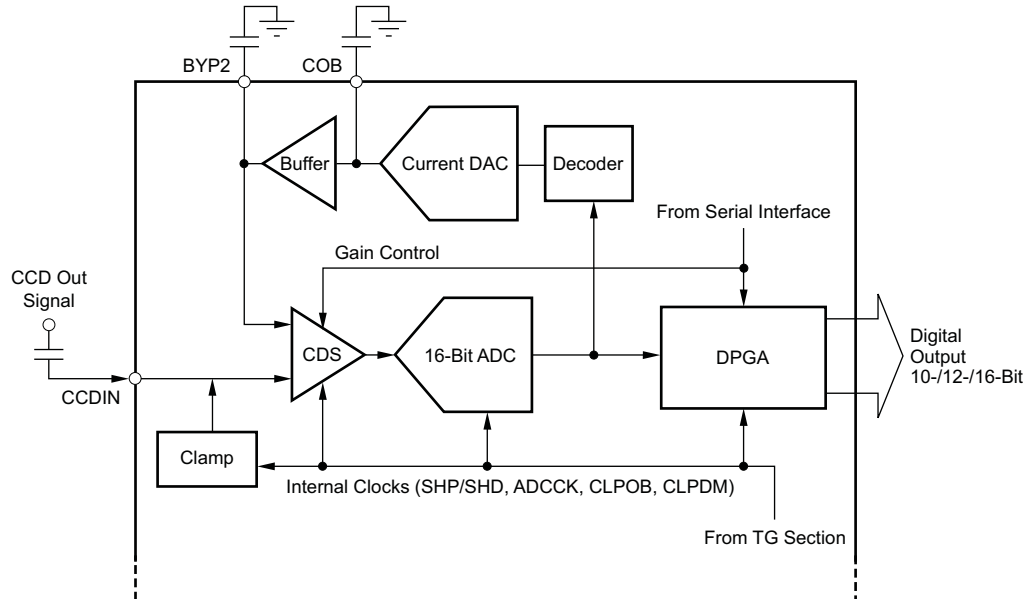 BYP2
COB
Buffer
Current DAC
Decoder
From Serial Interface
Gain Control
CCD Out
Signal
CDS
16-Bit ADC
DPGA
Digital
Output
10-/12-/16-Bit
CCDIN
Clamp
Internal Clocks (SHP/SHD, ADCCK, CLPOB, CLPDM)
From TG Section